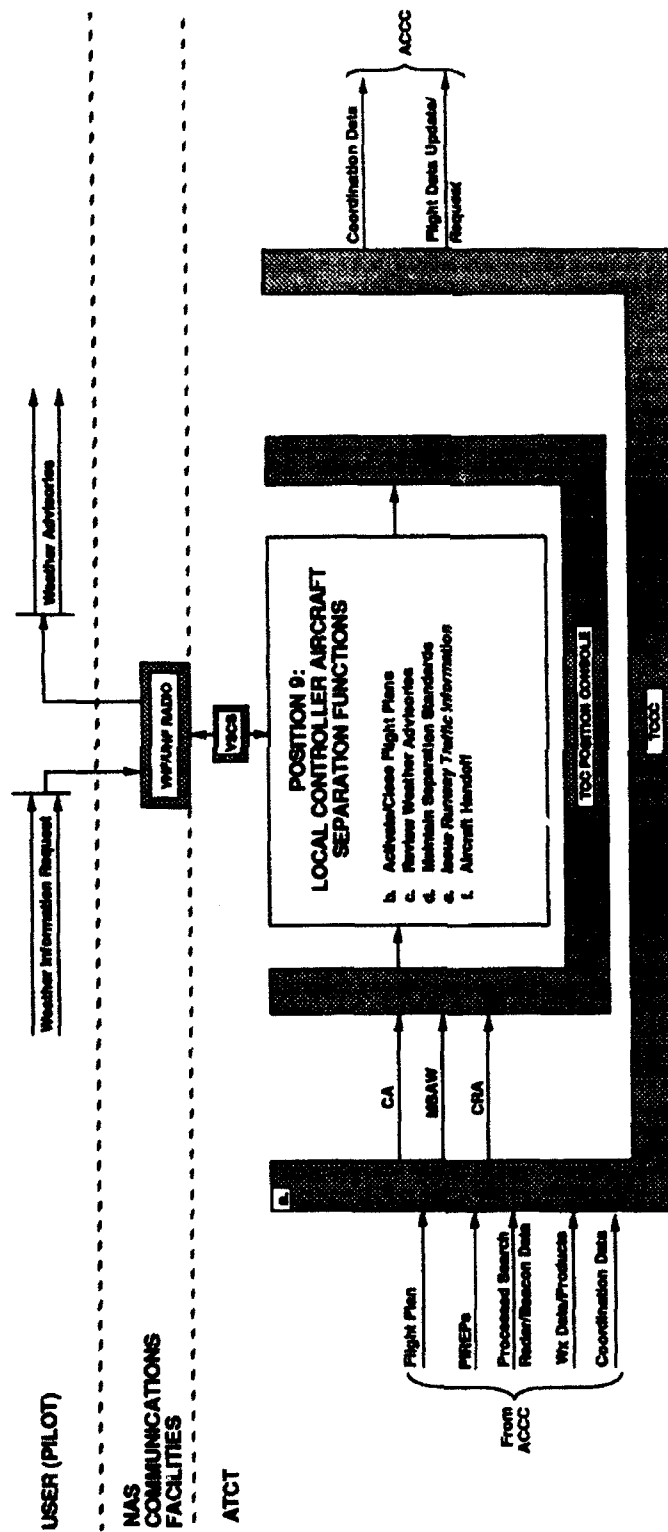 USER (PILOT)
Weather Information Request
Weather Advisories
NAS
COMMUNICATIONS
FACILITIES
VHF/UHF RADIO
ATCT
VSCS
a.
From
ACCC
Flight Plan
PIREPs
Processed Search
Radar/Beacon Data
Wx Data/Products
Coordination Data
CA
MSAW
CRA
POSITION 9:
LOCAL CONTROLLER AIRCRAFT
SEPARATION FUNCTIONS
b. Activate/Close Flight Plans
c. Review Weather Advisories
d. Maintain Separation Standards
e. Issue Runway Traffic Information
f. Aircraft Handoff
TCC POSITION CONSOLE
TCCC
Coordination Data
Flight Data Update/
Request
ACCC